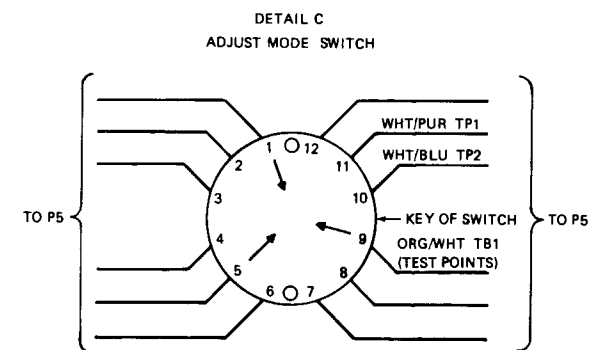 DETAIL C
ADJUST MODE SWITCH
1
12
WHT/PUR TP1
2
11
WHT/BLU TP2
3
10
TO P5
KEY OF SWITCH
TO P5
4
9
ORG/WHT TB1
(TEST POINTS)
5
8
6
7